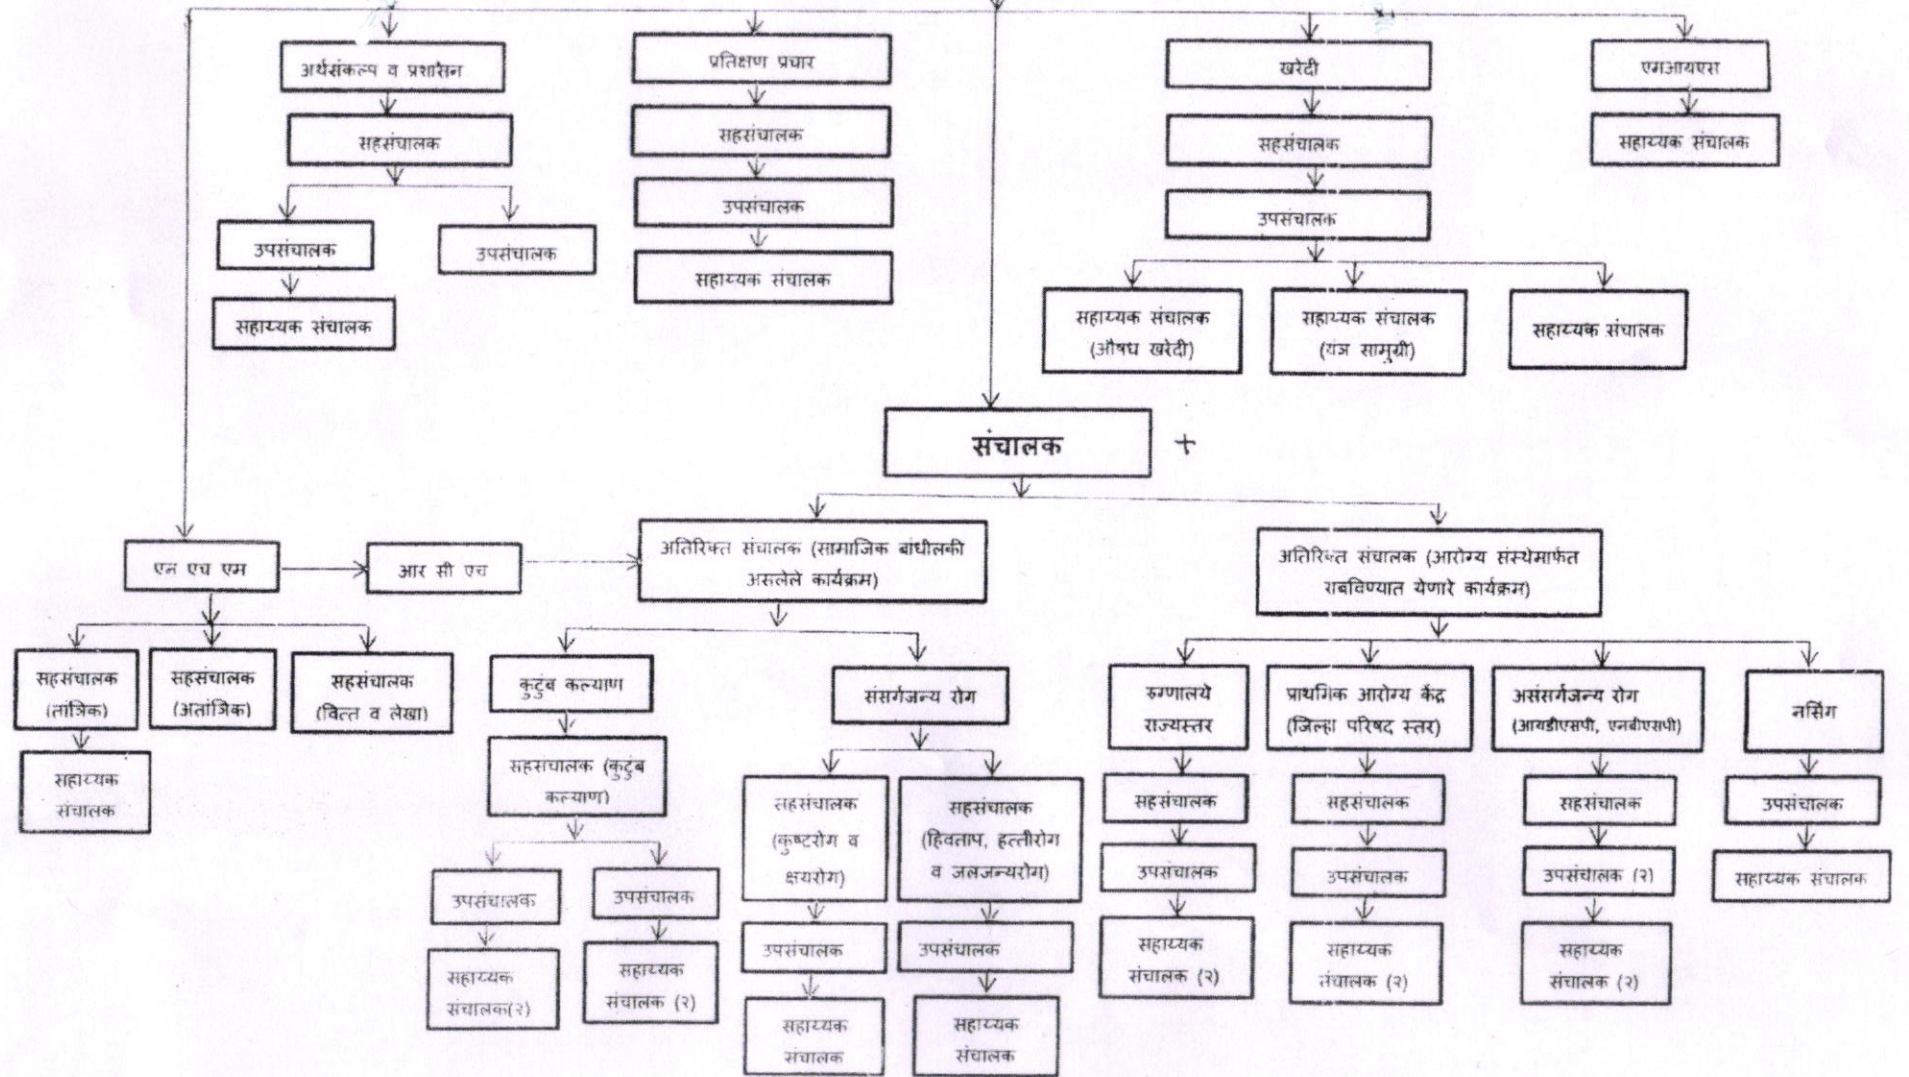 अर्थसंकल्प व प्रशासन
प्रतिक्षण प्रचार
खरेदी
एमआयएस
सहसंचालक
सहसंचालक
सहसंचालक
सहाय्यक संचालक
उपसंचालक
उपसंचालक
उपसंचालक
उपसंचालक
सहाय्यक संचालक
सहाय्यक संचालक
सहाय्यक संचालक
(औषध खरेदी)
सहाय्यक संचालक
(यंत्र सामुग्री)
सहाय्यक संचालक
संचालक +
एन एच एम
आर सी एच
अतिरिक्त संचालक (सामाजिक बांधीलकी
असलेले कार्यक्रम)
अतिरिक्त संचालक (आरोग्य संस्थेमार्फत
राबविण्यात येणारे कार्यक्रम)
सहसंचालक
(तांत्रिक)
सहसंचालक
(अतांत्रिक)
सहसंचालक
(वित्त व लेखा)
कुटुंब कल्याण
संसर्गजन्य रोग
रुग्णालये
राज्यस्तर
प्राथमिक आरोग्य केंद्र
(जिल्हा परिषद स्तर)
असंसर्गजन्य रोग
(आयडीएसपी, एनबीएसपी)
नर्सिंग
सहाय्यक
संचालक
सहसंचालक (कुटुंब
कल्याण)
सहसंचालक
(कुष्टरोग व
क्षयरोग)
सहसंचालक
(हिवताप, हत्तीरोग
व जलजन्यरोग)
सहसंचालक
सहसंचालक
सहसंचालक
उपसंचालक
उपसंचालक
उपसंचालक
उपसंचालक
उपसंचालक
उपसंचालक (२)
सहाय्यक संचालक
सहाय्यक
संचालक(२)
सहाय्यक
संचालक (२)
उपसंचालक
उपसंचालक
सहाय्यक
संचालक (२)
सहाय्यक
संचालक (२)
सहाय्यक
संचालक (२)
सहाय्यक
संचालक
सहाय्यक
संचालक